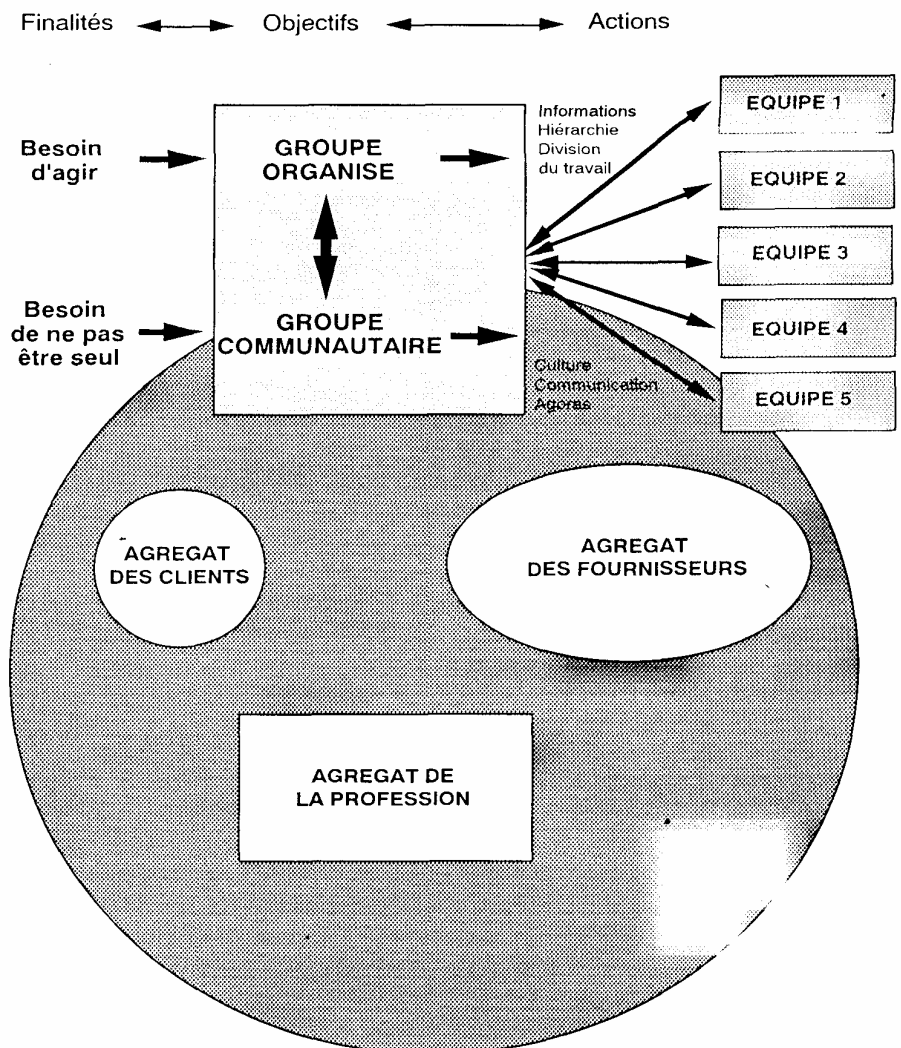 Finalités Objectifs Actions
Besoin
d'agir
GROUPE
ORGANISE
Informations
Hiérarchie
Division
du travail
EQUIPE 1
EQUIPE 2
EQUIPE 3
EQUIPE 4
EQUIPE 5
Besoin
de ne pas
être seul
GROUPE
COMMUNAUTAIRE
Culture
Communication
Agoras
AGREGAT
DES CLIENTS
AGREGAT
DES FOURNISSEURS
AGREGAT DE
LA PROFESSION